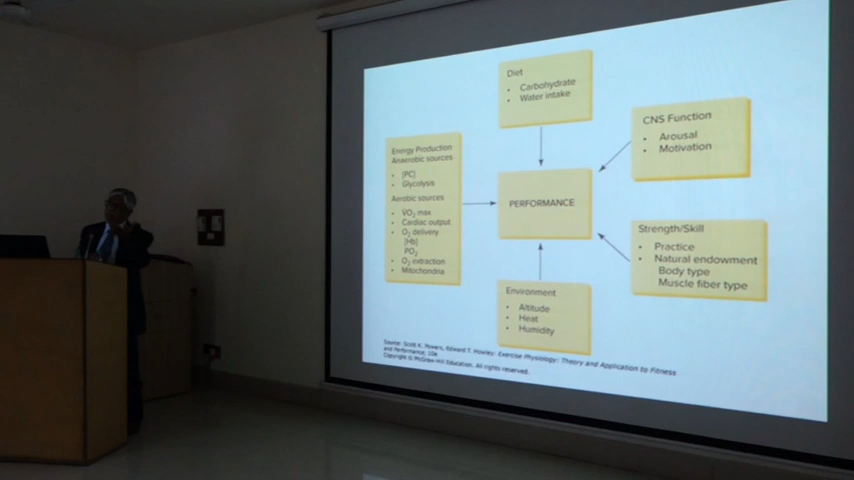 Diet
• Carbohydrate
• Water intake
CNS Function
• Arousal
• Motivation
Energy Production
Anaerobic sources
• [PC]
• Glycolysis
Aerobic sources
• V̇O₂ max
• Cardiac output
• O₂ delivery
[Hb]
PO₂
• O₂ extraction
• Mitochondria
PERFORMANCE
Strength/Skill
• Practice
• Natural endowment
Body type
Muscle fiber type
Environment
• Altitude
• Heat
• Humidity
Source: Scott K. Powers, Edward T. Howley: Exercise Physiology: Theory and Application to Fitness
and Performance, 10e
Copyright © McGraw-Hill Education. All rights reserved.